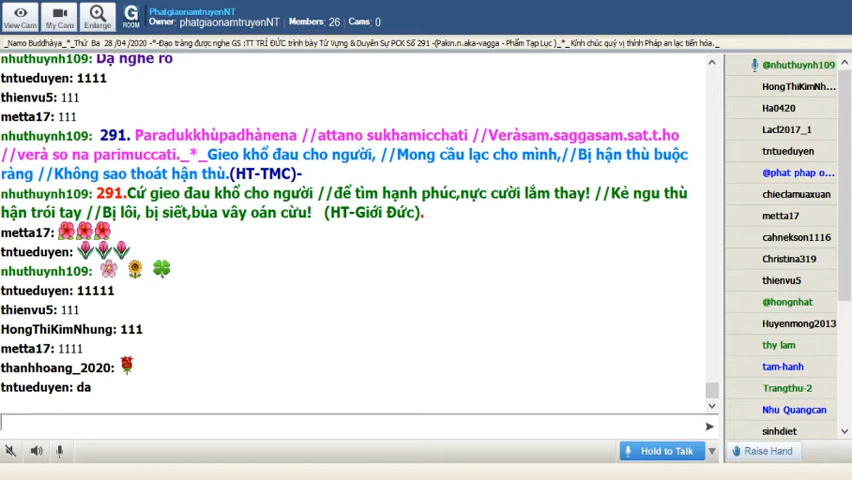 View Cam
My Cam
Enlarge
G
ROOM
PhatgiaonamtruyenNT
Owner: phatgiaonamtruyenNT Members: 26 Cams: 0
_Namo Buddhàya_*_Thứ Ba 28 /04 /2020 -*-Đạo tràng được nghe GS :TT TRÍ ĐỨC trình bày Từ Vựng & Duyên Sự PCK Số 291 -(Pakin.n.aka-vagga - Phẩm Tạp Lục )_*_ Kính chúc quý vị thính Pháp an lạc tiến hóa._
nhuthuynh109: Dạ nghe rõ
tntueduyen: 1111
thienvu5: 111
metta17: 111
nhuthuynh109: 291. Paradukkhùpadhànena //attano sukhamicchati //Veràsam.saggasam.sat.t.ho
//verà so na parimuccati._*_Gieo khổ đau cho người, //Mong cầu lạc cho mình,//Bị hận thù buộc
ràng //Không sao thoát hận thù.(HT-TMC)-
nhuthuynh109: 291.Cứ gieo đau khổ cho người //để tìm hạnh phúc,nực cười lắm thay! //Kẻ ngu thù
hận trói tay //Bị lôi, bị siết,bủa vây oán cừu! (HT-Giới Đức).
metta17:
tntueduyen:
nhuthuynh109:
tntueduyen: 11111
thienvu5: 111
HongThiKimNhung: 111
metta17: 1111
thanhhoang_2020:
tntueduyen: da
Hold to Talk
@nhuthuynh109
HongThiKimN...
Ha0420
Lacl2017_1
tntueduyen
@phat phap o...
chieclamuaxuan
metta17
cahnekson1116
Christina319
thienvu5
@hongnhat
Huyenmong2013
thy lam
tam-hanh
Trangthu-2
Nhu Quangcan
sinhdiet
Raise Hand